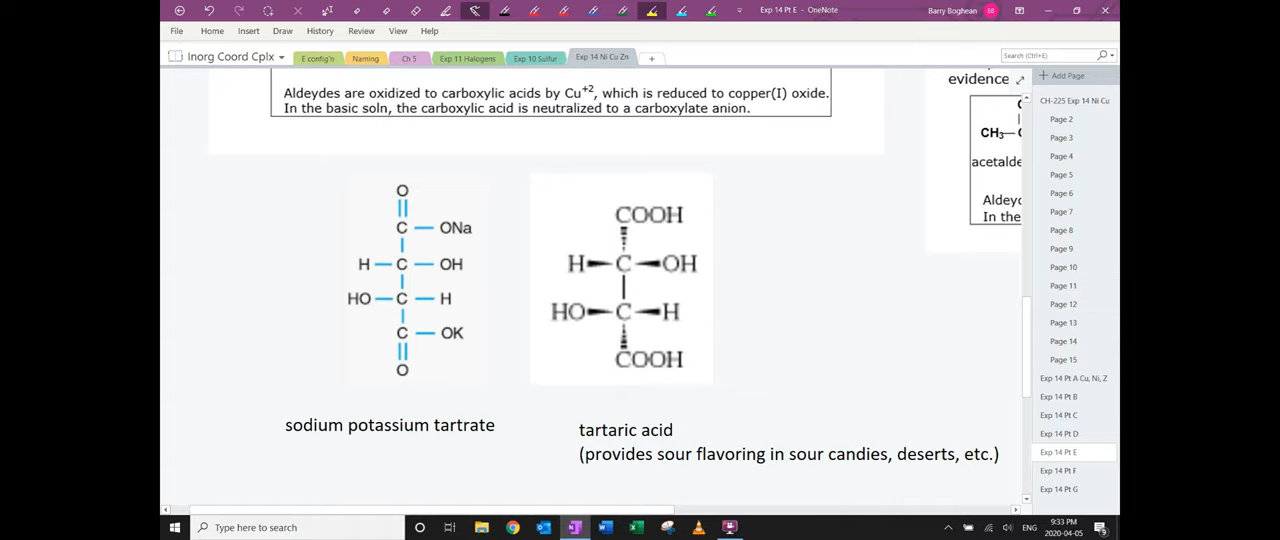 Exp 14 Pt E - OneNote
Barry Boghean
BB
File
Home
Insert
Draw
History
Review
View
Help
Inorg Coord Cplx
E config'n
Naming
Ch 5
Exp 11 Halogens
Exp 10 Sulfur
Exp 14 Ni Cu Zn
+
Search (Ctrl+E)
Aldeydes are oxidized to carboxylic acids by Cu+2, which is reduced to copper(I) oxide.
In the basic soln, the carboxylic acid is neutralized to a carboxylate anion.
evidence
CH3— C
acetalde
Aldeyd
In the
O
C — ONa
H — C — OH
HO — C — H
C — OK
O
COOH
H C OH
HO C H
COOH
sodium potassium tartrate
tartaric acid
(provides sour flavoring in sour candies, deserts, etc.)
+ Add Page
CH-225 Exp 14 Ni Cu
Page 2
Page 3
Page 4
Page 5
Page 6
Page 7
Page 8
Page 9
Page 10
Page 11
Page 12
Page 13
Page 14
Page 15
Exp 14 Pt A Cu, Ni, Z
Exp 14 Pt B
Exp 14 Pt C
Exp 14 Pt D
Exp 14 Pt E
Exp 14 Pt F
Exp 14 Pt G
Type here to search
ENG
9:33 PM
2020-04-05